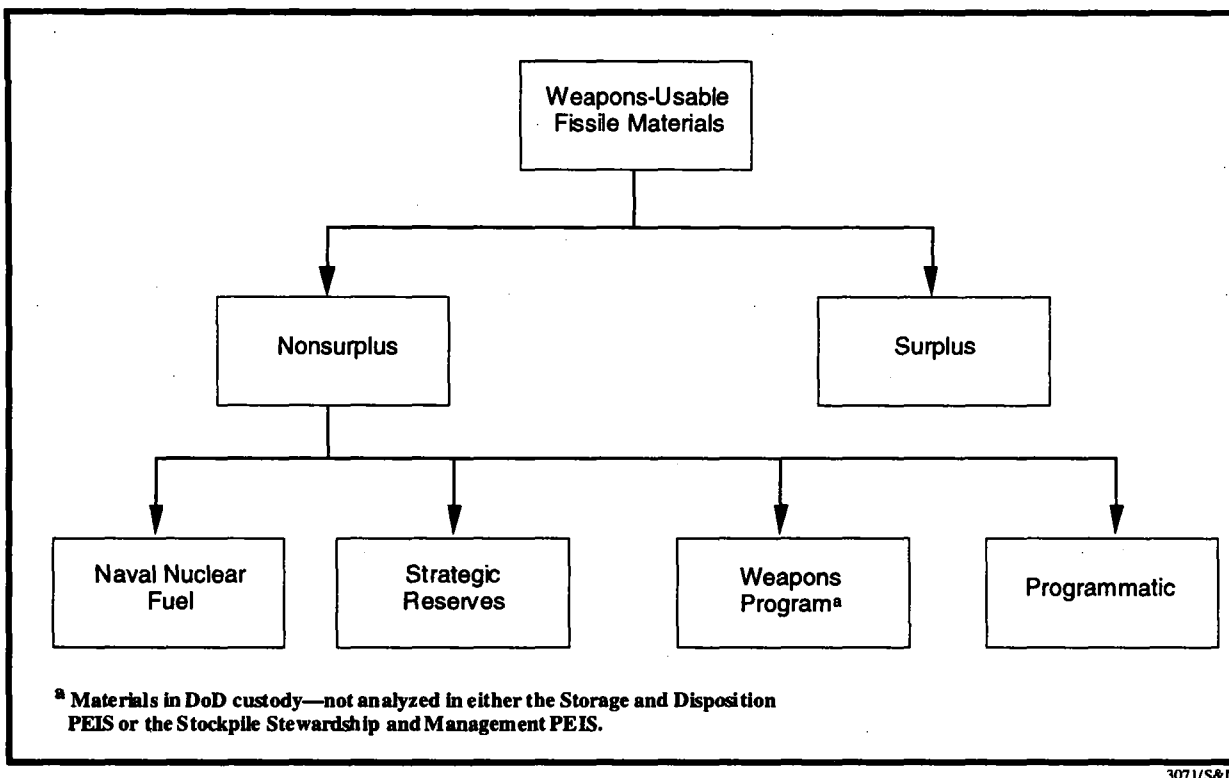 Weapons-Usable
Fissile Materials
Nonsurplus
Surplus
Naval Nuclear
Fuel
Strategic
Reserves
Weapons
Programa
Programmatic
a Materials in DoD custody—not analyzed in either the Storage and Disposition
PEIS or the Stockpile Stewardship and Management PEIS.
3071/S&D